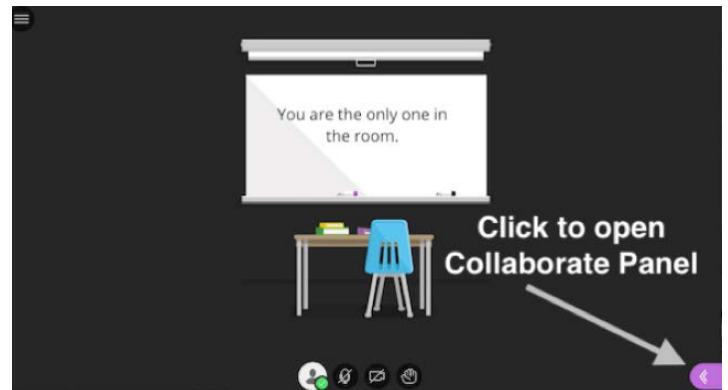 You are the only one in
the room.
Click to open
Collaborate Panel